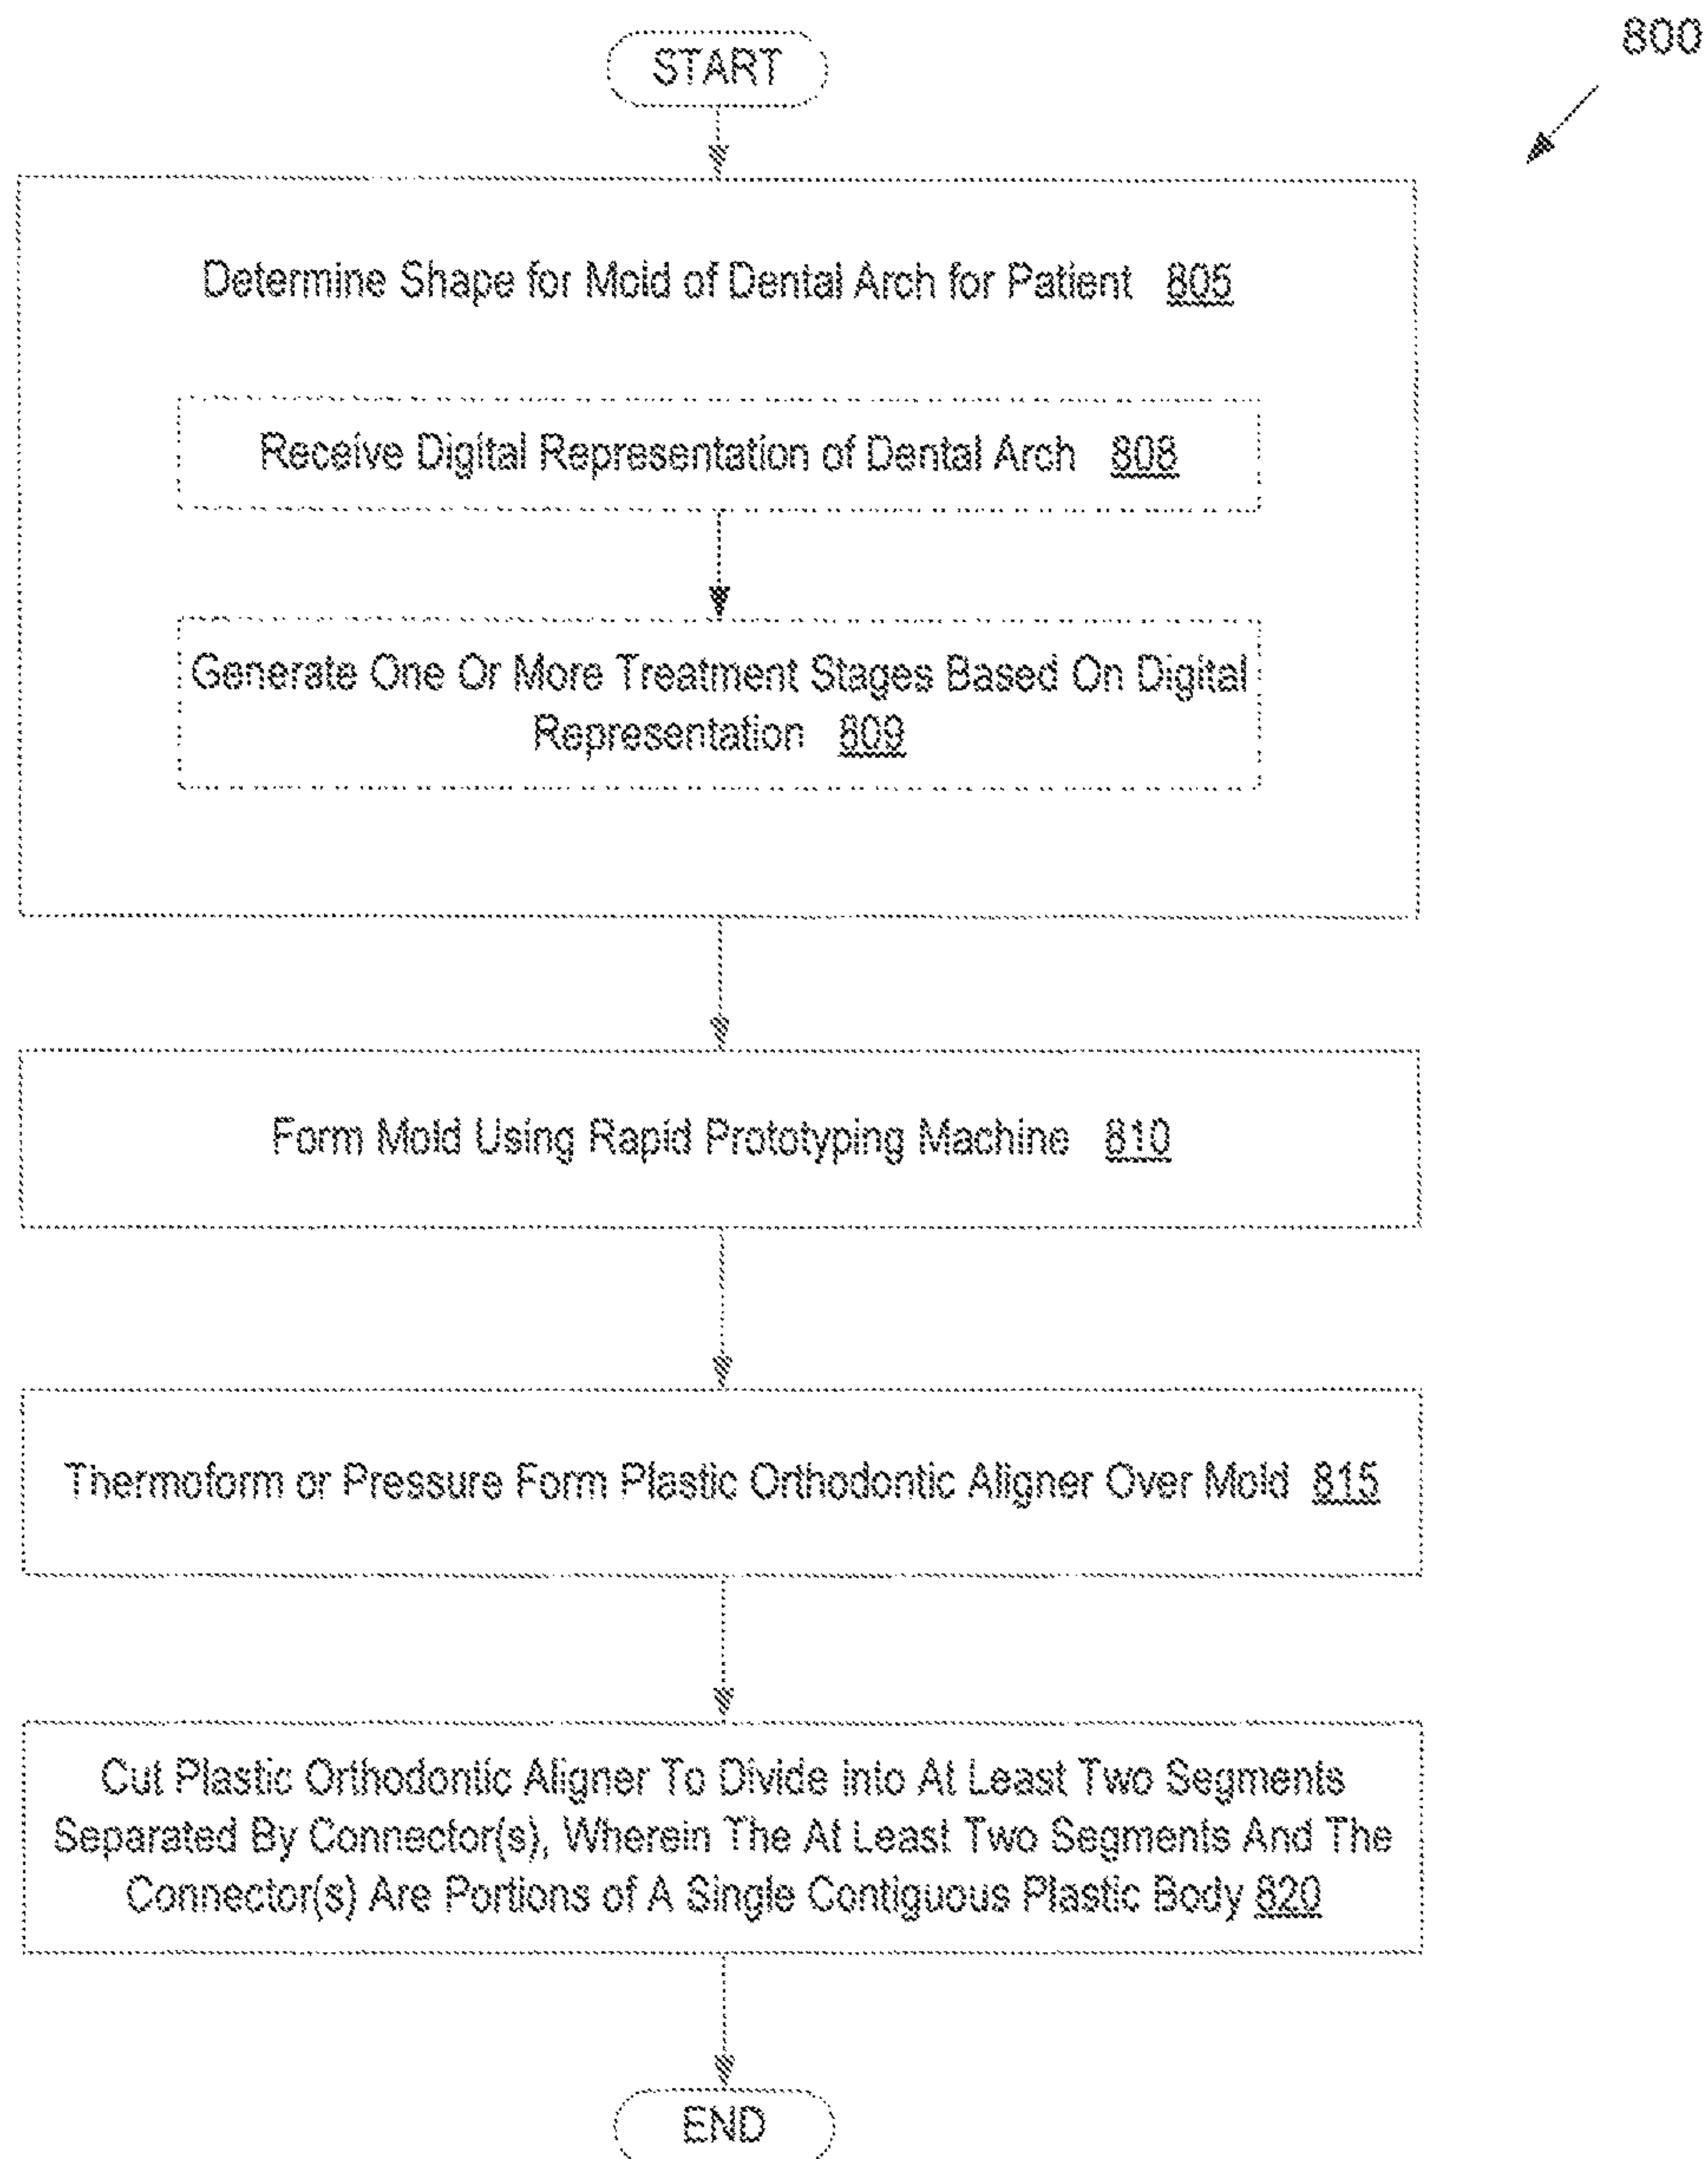 800
START
Determine Shape for Mold of Dental Arch for Patient 805
Receive Digital Representation of Dental Arch 808
Generate One Or More Treatment Stages Based On Digital
Representation 809
Form Mold Using Rapid Prototyping Machine 810
Thermoform or Pressure Form Plastic Orthodontic Aligner Over Mold 815
Cut Plastic Orthodontic Aligner To Divide into At Least Two Segments
Separated By Connector(s), Wherein The At Least Two Segments And The
Connector(s) Are Portions of A Single Contiguous Plastic Body 820
END